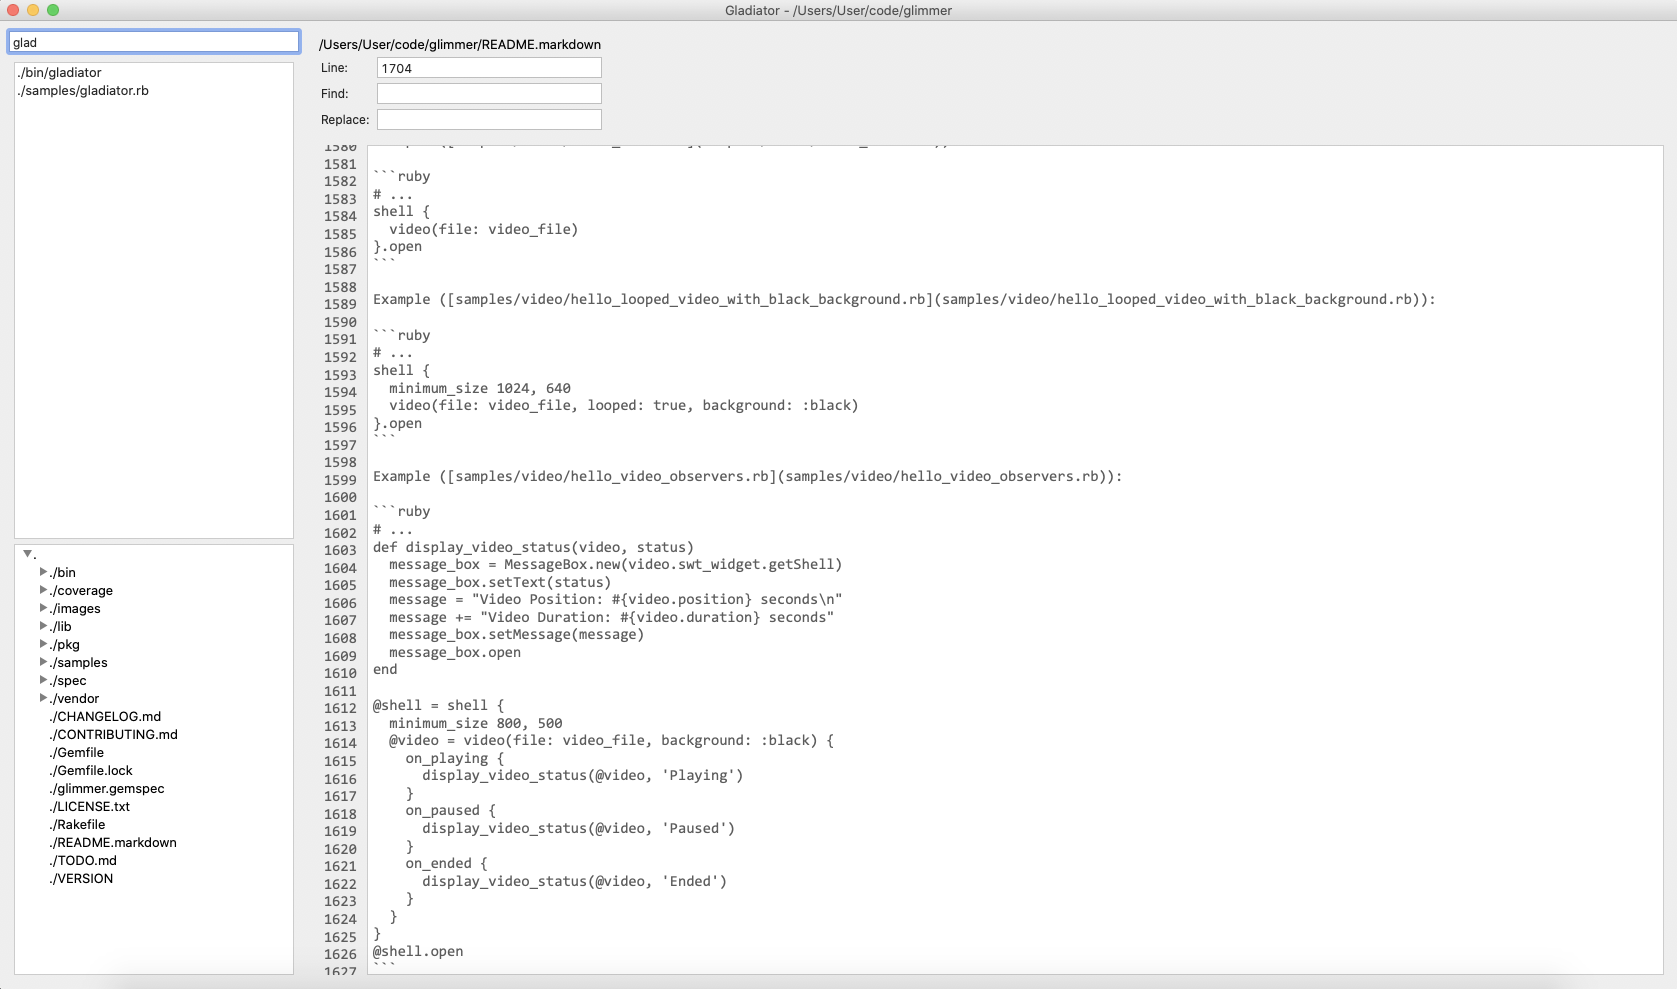 Gladiator - /Users/User/code/glimmer
glad
./bin/gladiator
./samples/gladiator.rb
.
./bin
./coverage
./images
./lib
./pkg
./samples
./spec
./vendor
./CHANGELOG.md
./CONTRIBUTING.md
./Gemfile
./Gemfile.lock
./glimmer.gemspec
./LICENSE.txt
./Rakefile
./README.markdown
./TODO.md
./VERSION
/Users/User/code/glimmer/README.markdown
Line: 1704
Find:
Replace:
1580
1581
1582 ```ruby
1583 # ...
1584 shell {
1585   video(file: video_file)
1586 }.open
1587 ```
1588
1589 Example ([samples/video/hello_looped_video_with_black_background.rb](samples/video/hello_looped_video_with_black_background.rb)):
1590
1591 ```ruby
1592 # ...
1593 shell {
1594   minimum_size 1024, 640
1595   video(file: video_file, looped: true, background: :black)
1596 }.open
1597 ```
1598
1599 Example ([samples/video/hello_video_observers.rb](samples/video/hello_video_observers.rb)):
1600
1601 ```ruby
1602 # ...
1603 def display_video_status(video, status)
1604   message_box = MessageBox.new(video.swt_widget.getShell)
1605   message_box.setText(status)
1606   message = "Video Position: #{video.position} seconds\n"
1607   message += "Video Duration: #{video.duration} seconds"
1608   message_box.setMessage(message)
1609   message_box.open
1610 end
1611
1612 @shell = shell {
1613   minimum_size 800, 500
1614   @video = video(file: video_file, background: :black) {
1615     on_playing {
1616       display_video_status(@video, 'Playing')
1617     }
1618     on_paused {
1619       display_video_status(@video, 'Paused')
1620     }
1621     on_ended {
1622       display_video_status(@video, 'Ended')
1623     }
1624   }
1625 }
1626 @shell.open
1627 ```